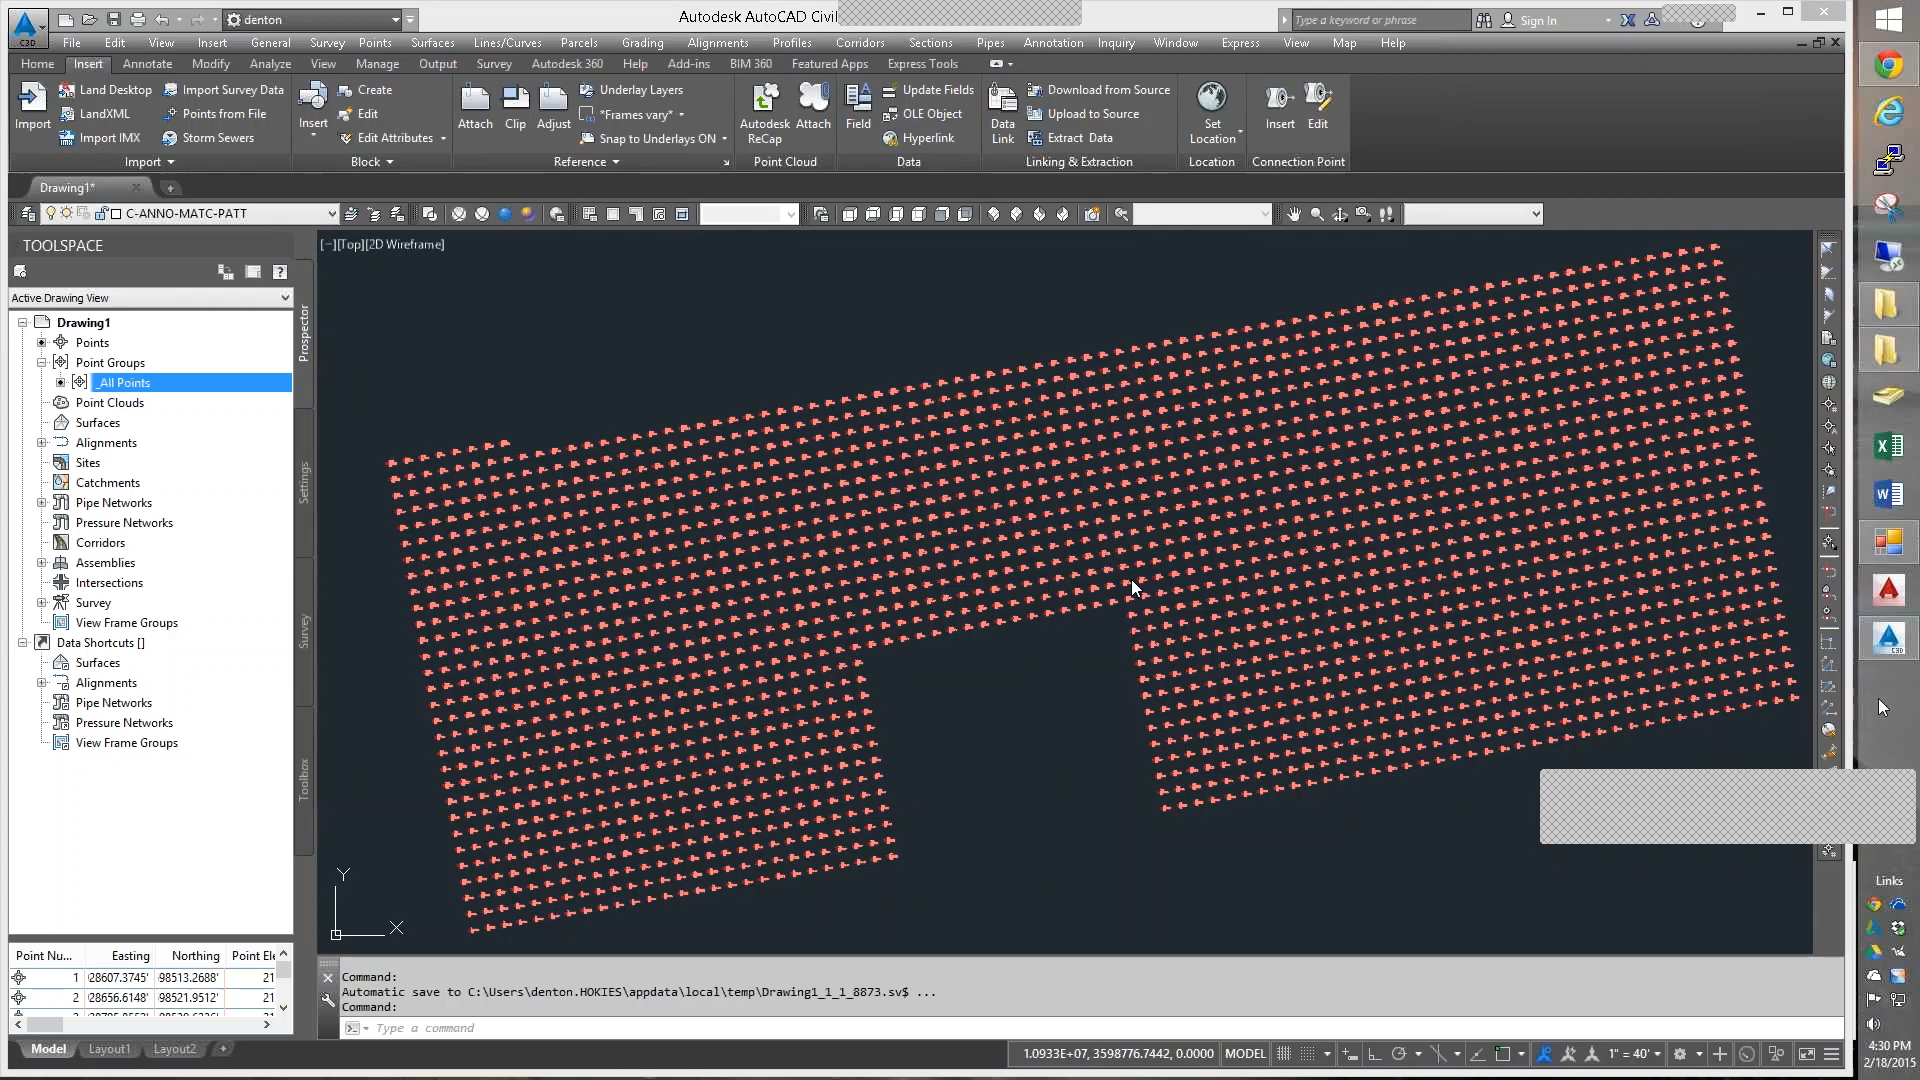 denton
Autodesk AutoCAD Civil
Type a keyword or phrase
Sign In
C3D
File Edit View Insert General Survey Points Surfaces Lines/Curves Parcels Grading Alignments Profiles Corridors Sections Pipes Annotation Inquiry Window Express View Map Help
Home Insert Annotate Modify Analyze View Manage Output Survey Autodesk 360 Help Add-ins BIM 360 Featured Apps Express Tools
Land Desktop Import Survey Data Create Underlay Layers Update Fields Download from Source
LandXML Points from File Edit *Frames vary* OLE Object Upload to Source
Import Insert Attach Clip Adjust Autodesk ReCap Attach Field Data Link Set Location Insert Edit
Import IMX Storm Sewers Edit Attributes Snap to Underlays ON Hyperlink Extract Data
Import Block Reference Point Cloud Data Linking & Extraction Location Connection Point
Drawing1*
C-ANNO-MATC-PATT
TOOLSPACE
[−][Top][2D Wireframe]
Active Drawing View
Drawing1
Points
Point Groups
_All Points
Point Clouds
Surfaces
Alignments
Sites
Catchments
Pipe Networks
Pressure Networks
Corridors
Assemblies
Intersections
Survey
View Frame Groups
Data Shortcuts []
Surfaces
Alignments
Pipe Networks
Pressure Networks
View Frame Groups
Prospector
Settings
Survey
Toolbox
Y
X
Point Nu... Easting Northing Point Ele
1 28607.3745' 98513.2688' 21
2 28656.6148' 98521.9512' 21
Command:
Automatic save to C:\Users\denton.HOKIES\appdata\local\temp\Drawing1_1_1_8873.sv$ ...
Command:
Type a command
Model Layout1 Layout2
1.0933E+07, 3598776.7442, 0.0000 MODEL 1" = 40'
Links
4:30 PM
2/18/2015